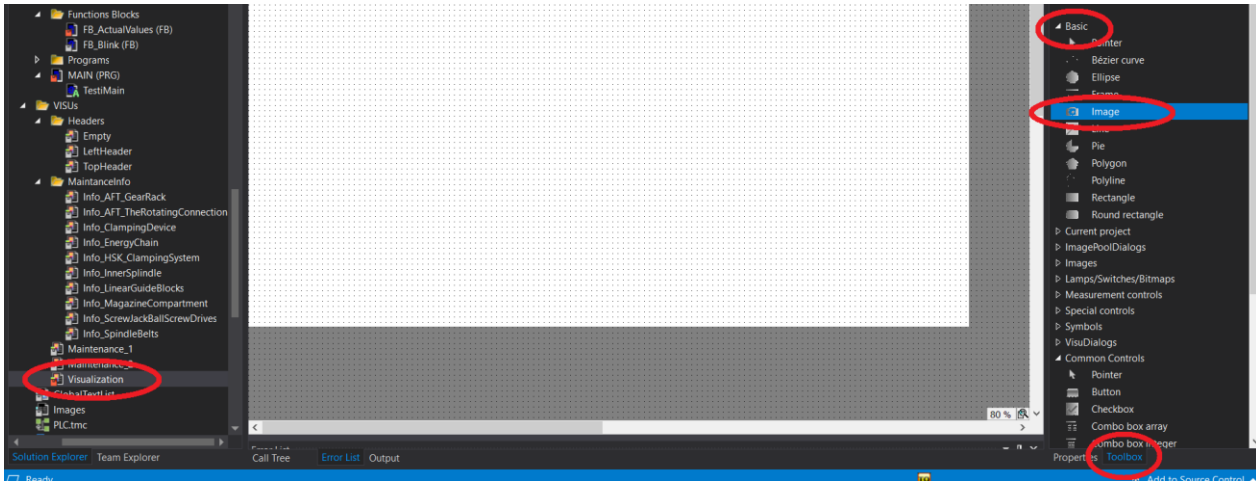 Functions Blocks
FB_ActualValues (FB)
FB_Blink (FB)
Programs
MAIN (PRG)
TestiMain
VISUs
Headers
Empty
LeftHeader
TopHeader
MaintanceInfo
Info_AFT_GearRack
Info_AFT_TheRotatingConnection
Info_ClampingDevice
Info_EnergyChain
Info_HSK_ClampingSystem
Info_InnerSplindle
Info_LinearGuideBlocks
Info_MagazineCompartment
Info_ScrewJackBallScrewDrives
Info_SpindleBelts
Maintenance_1
Visualization
GlobalTextList
Images
PLC.tmc
Solution Explorer Team Explorer
80 %
Error List
Call Tree Error List Output
Basic
Pointer
Bézier curve
Ellipse
Frame
Image
Line
Pie
Polygon
Polyline
Rectangle
Round rectangle
Current project
ImagePoolDialogs
Images
Lamps/Switches/Bitmaps
Measurement controls
Special controls
Symbols
VisuDialogs
Common Controls
Pointer
Button
Checkbox
Combo box array
Combo box integer
Properties Toolbox
Ready
Add to Source Control